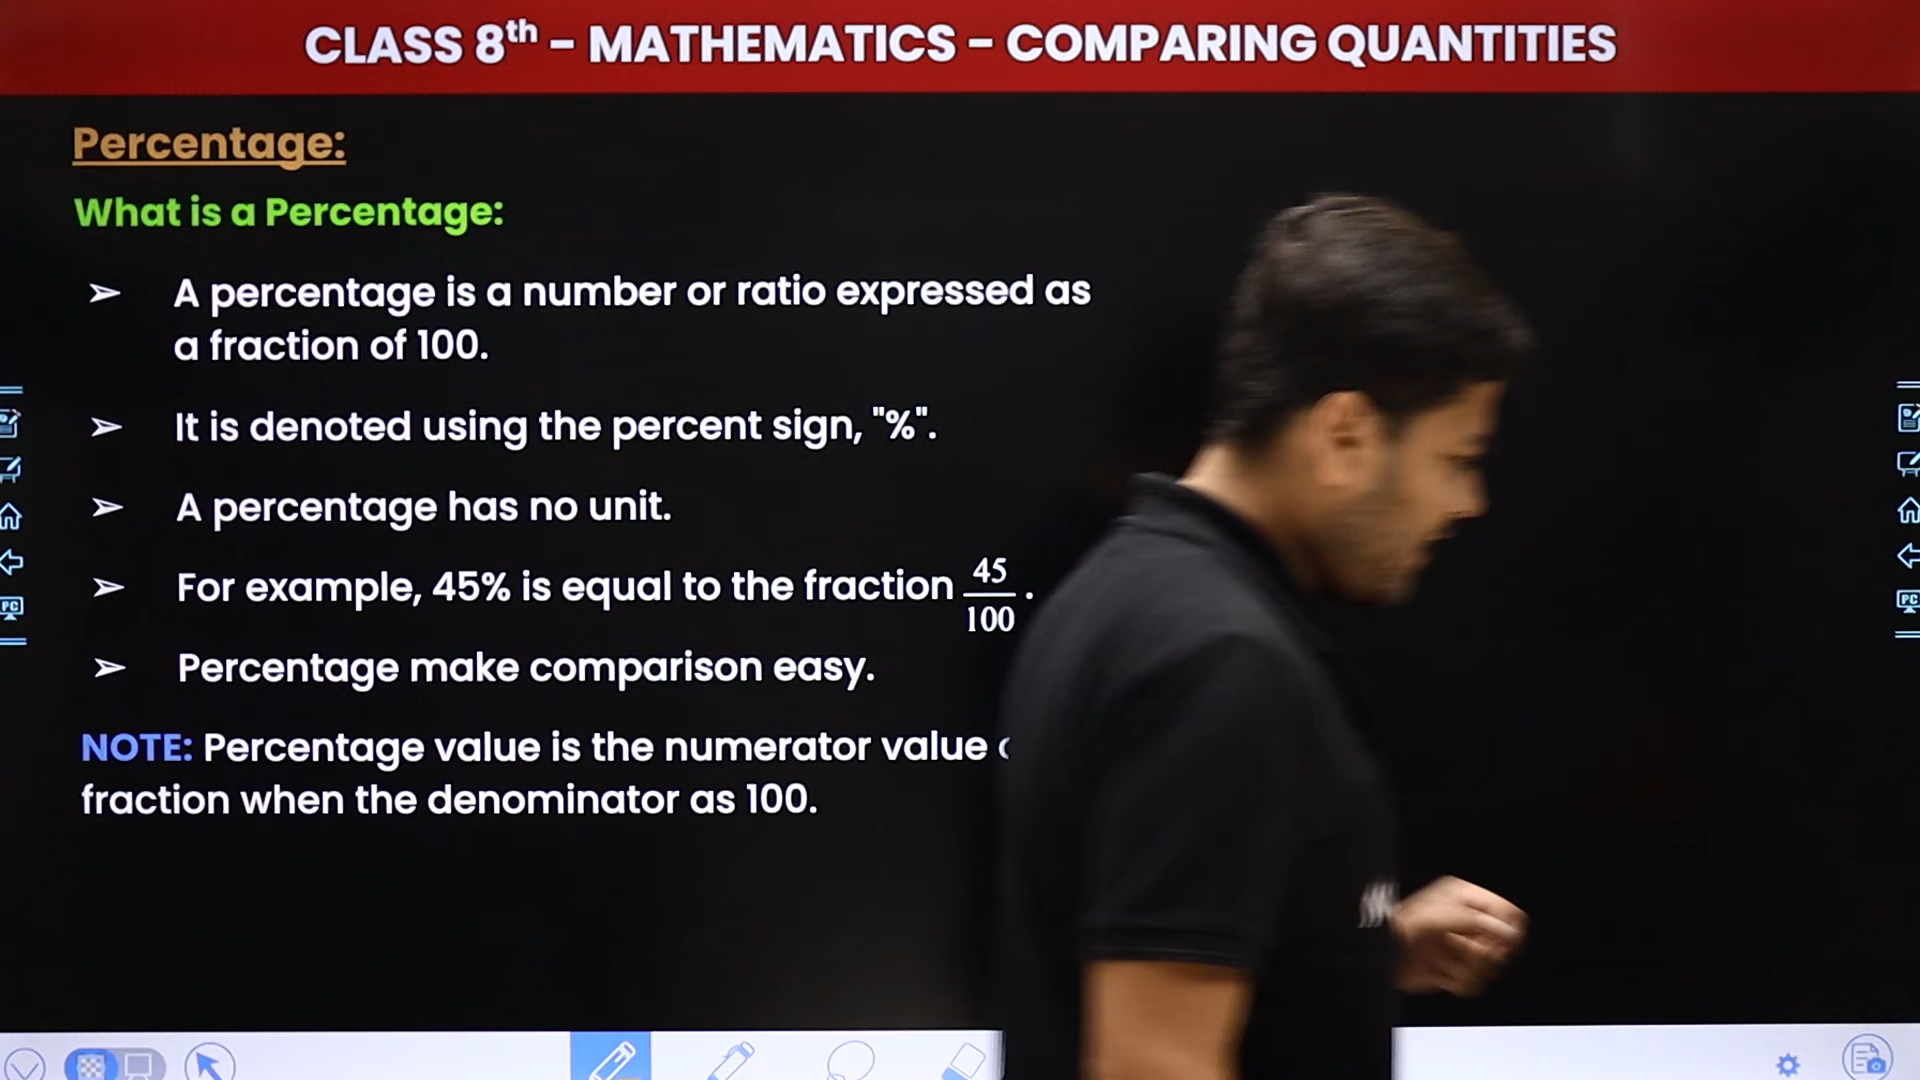 CLASS 8th - MATHEMATICS - COMPARING QUANTITIES
Percentage:
What is a Percentage:
➢ A percentage is a number or ratio expressed as
a fraction of 100.
➢ It is denoted using the percent sign, "%".
➢ A percentage has no unit.
➢ For example, 45% is equal to the fraction 45/100.
➢ Percentage make comparison easy.
NOTE: Percentage value is the numerator value
fraction when the denominator as 100.
PC
PC